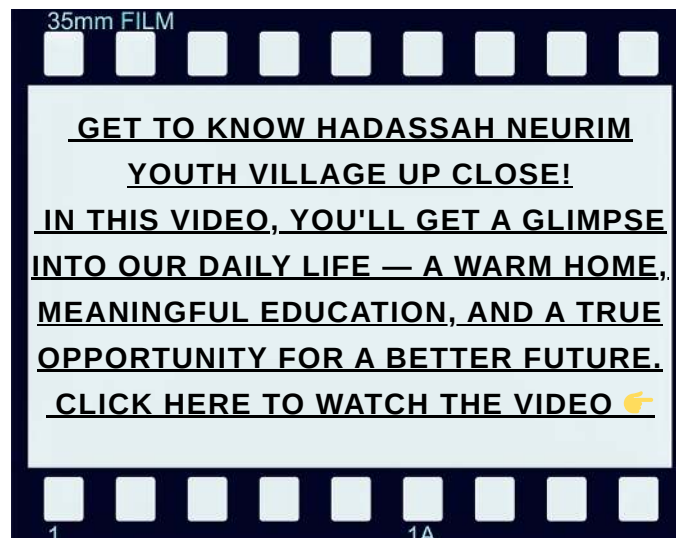 35mm FILM
GET TO KNOW HADASSAH NEURIM
YOUTH VILLAGE UP CLOSE!
IN THIS VIDEO, YOU'LL GET A GLIMPSE
INTO OUR DAILY LIFE — A WARM HOME,
MEANINGFUL EDUCATION, AND A TRUE
OPPORTUNITY FOR A BETTER FUTURE.
CLICK HERE TO WATCH THE VIDEO 👉
1 1A